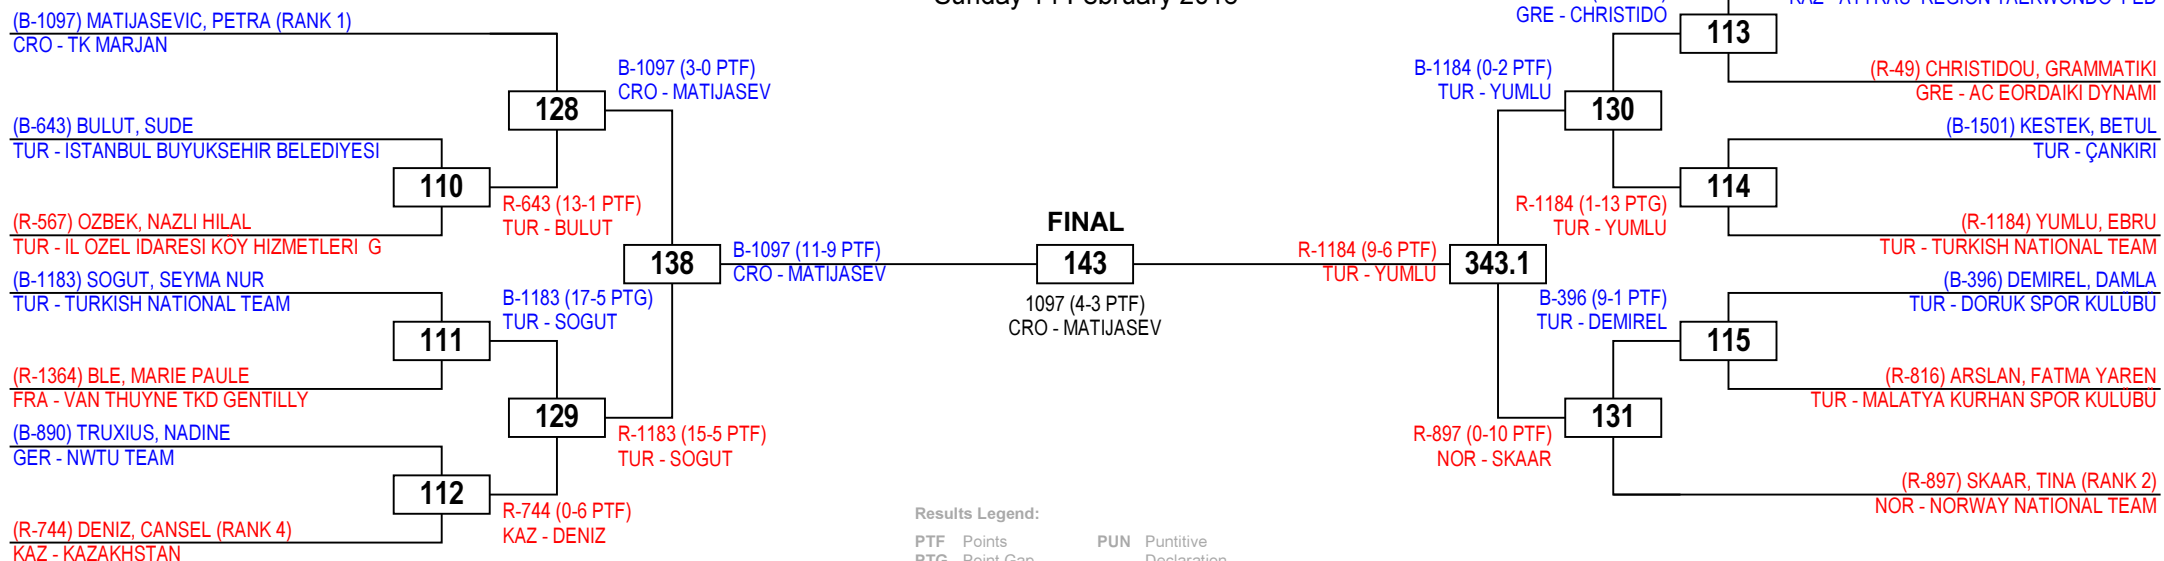 (B-1097) MATIJASEVIC, PETRA (RANK 1)
CRO - TK MARJAN
B-1097 (3-0 PTF)
CRO - MATIJASEV
128
(B-643) BULUT, SUDE
TUR - ISTANBUL BUYUKSEHIR BELEDIYESI
110
R-643 (13-1 PTF)
TUR - BULUT
(R-567) OZBEK, NAZLI HILAL
TUR - IL OZEL IDARESI KÖY HIZMETLERI G
138
B-1097 (11-9 PTF)
CRO - MATIJASEV
(B-1183) SOGUT, SEYMA NUR
TUR - TURKISH NATIONAL TEAM
B-1183 (17-5 PTG)
TUR - SOGUT
111
(R-1364) BLE, MARIE PAULE
FRA - VAN THUYNE TKD GENTILLY
129
R-1183 (15-5 PTF)
TUR - SOGUT
(B-890) TRUXIUS, NADINE
GER - NWTU TEAM
112
R-744 (0-6 PTF)
KAZ - DENIZ
(R-744) DENIZ, CANSEL (RANK 4)
KAZ - KAZAKHSTAN
FINAL
143
1097 (4-3 PTF)
CRO - MATIJASEV
GRE - CHRISTIDO
113
(R-49) CHRISTIDOU, GRAMMATIKI
GRE - AC EORDAIKI DYNAMI
B-1184 (0-2 PTF)
TUR - YUMLU
130
(B-1501) KESTEK, BETUL
TUR - ÇANKIRI
114
R-1184 (1-13 PTG)
TUR - YUMLU
(R-1184) YUMLU, EBRU
TUR - TURKISH NATIONAL TEAM
R-1184 (9-6 PTF)
TUR - YUMLU
343.1
B-396 (9-1 PTF)
TUR - DEMIREL
(B-396) DEMIREL, DAMLA
TUR - DORUK SPOR KULÜBÜ
115
(R-816) ARSLAN, FATMA YAREN
TUR - MALATYA KURHAN SPOR KULÜBÜ
131
R-897 (0-10 PTF)
NOR - SKAAR
(R-897) SKAAR, TINA (RANK 2)
NOR - NORWAY NATIONAL TEAM
Results Legend:
PTF Points PUN Puntitive
PTG Point Gap Declaration